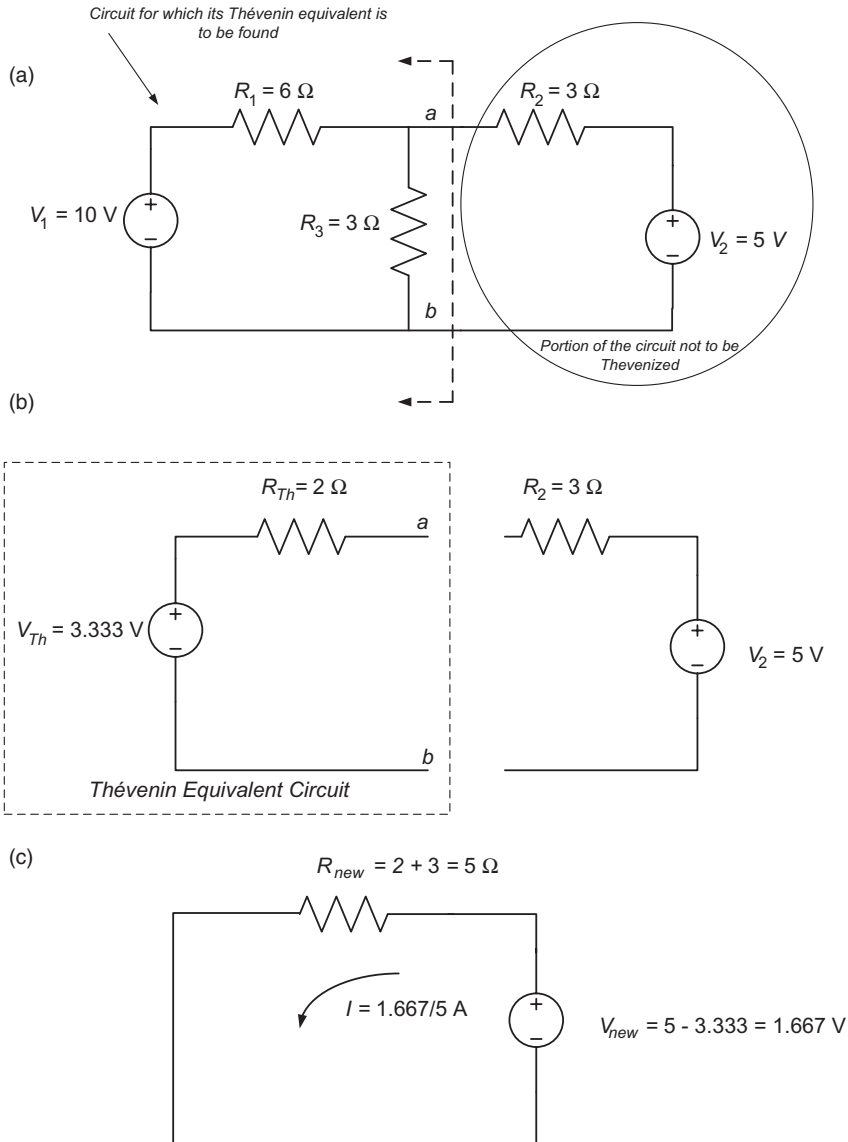 Circuit for which its Thévenin equivalent is
to be found
(a)
R1 = 6 Ω
a
R2 = 3 Ω
V1 = 10 V
R3 = 3 Ω
V2 = 5 V
b
Portion of the circuit not to be
Thevenized
(b)
RTh = 2 Ω
a
R2 = 3 Ω
VTh = 3.333 V
V2 = 5 V
b
Thévenin Equivalent Circuit
(c)
Rnew = 2 + 3 = 5 Ω
I = 1.667/5 A
Vnew = 5 - 3.333 = 1.667 V